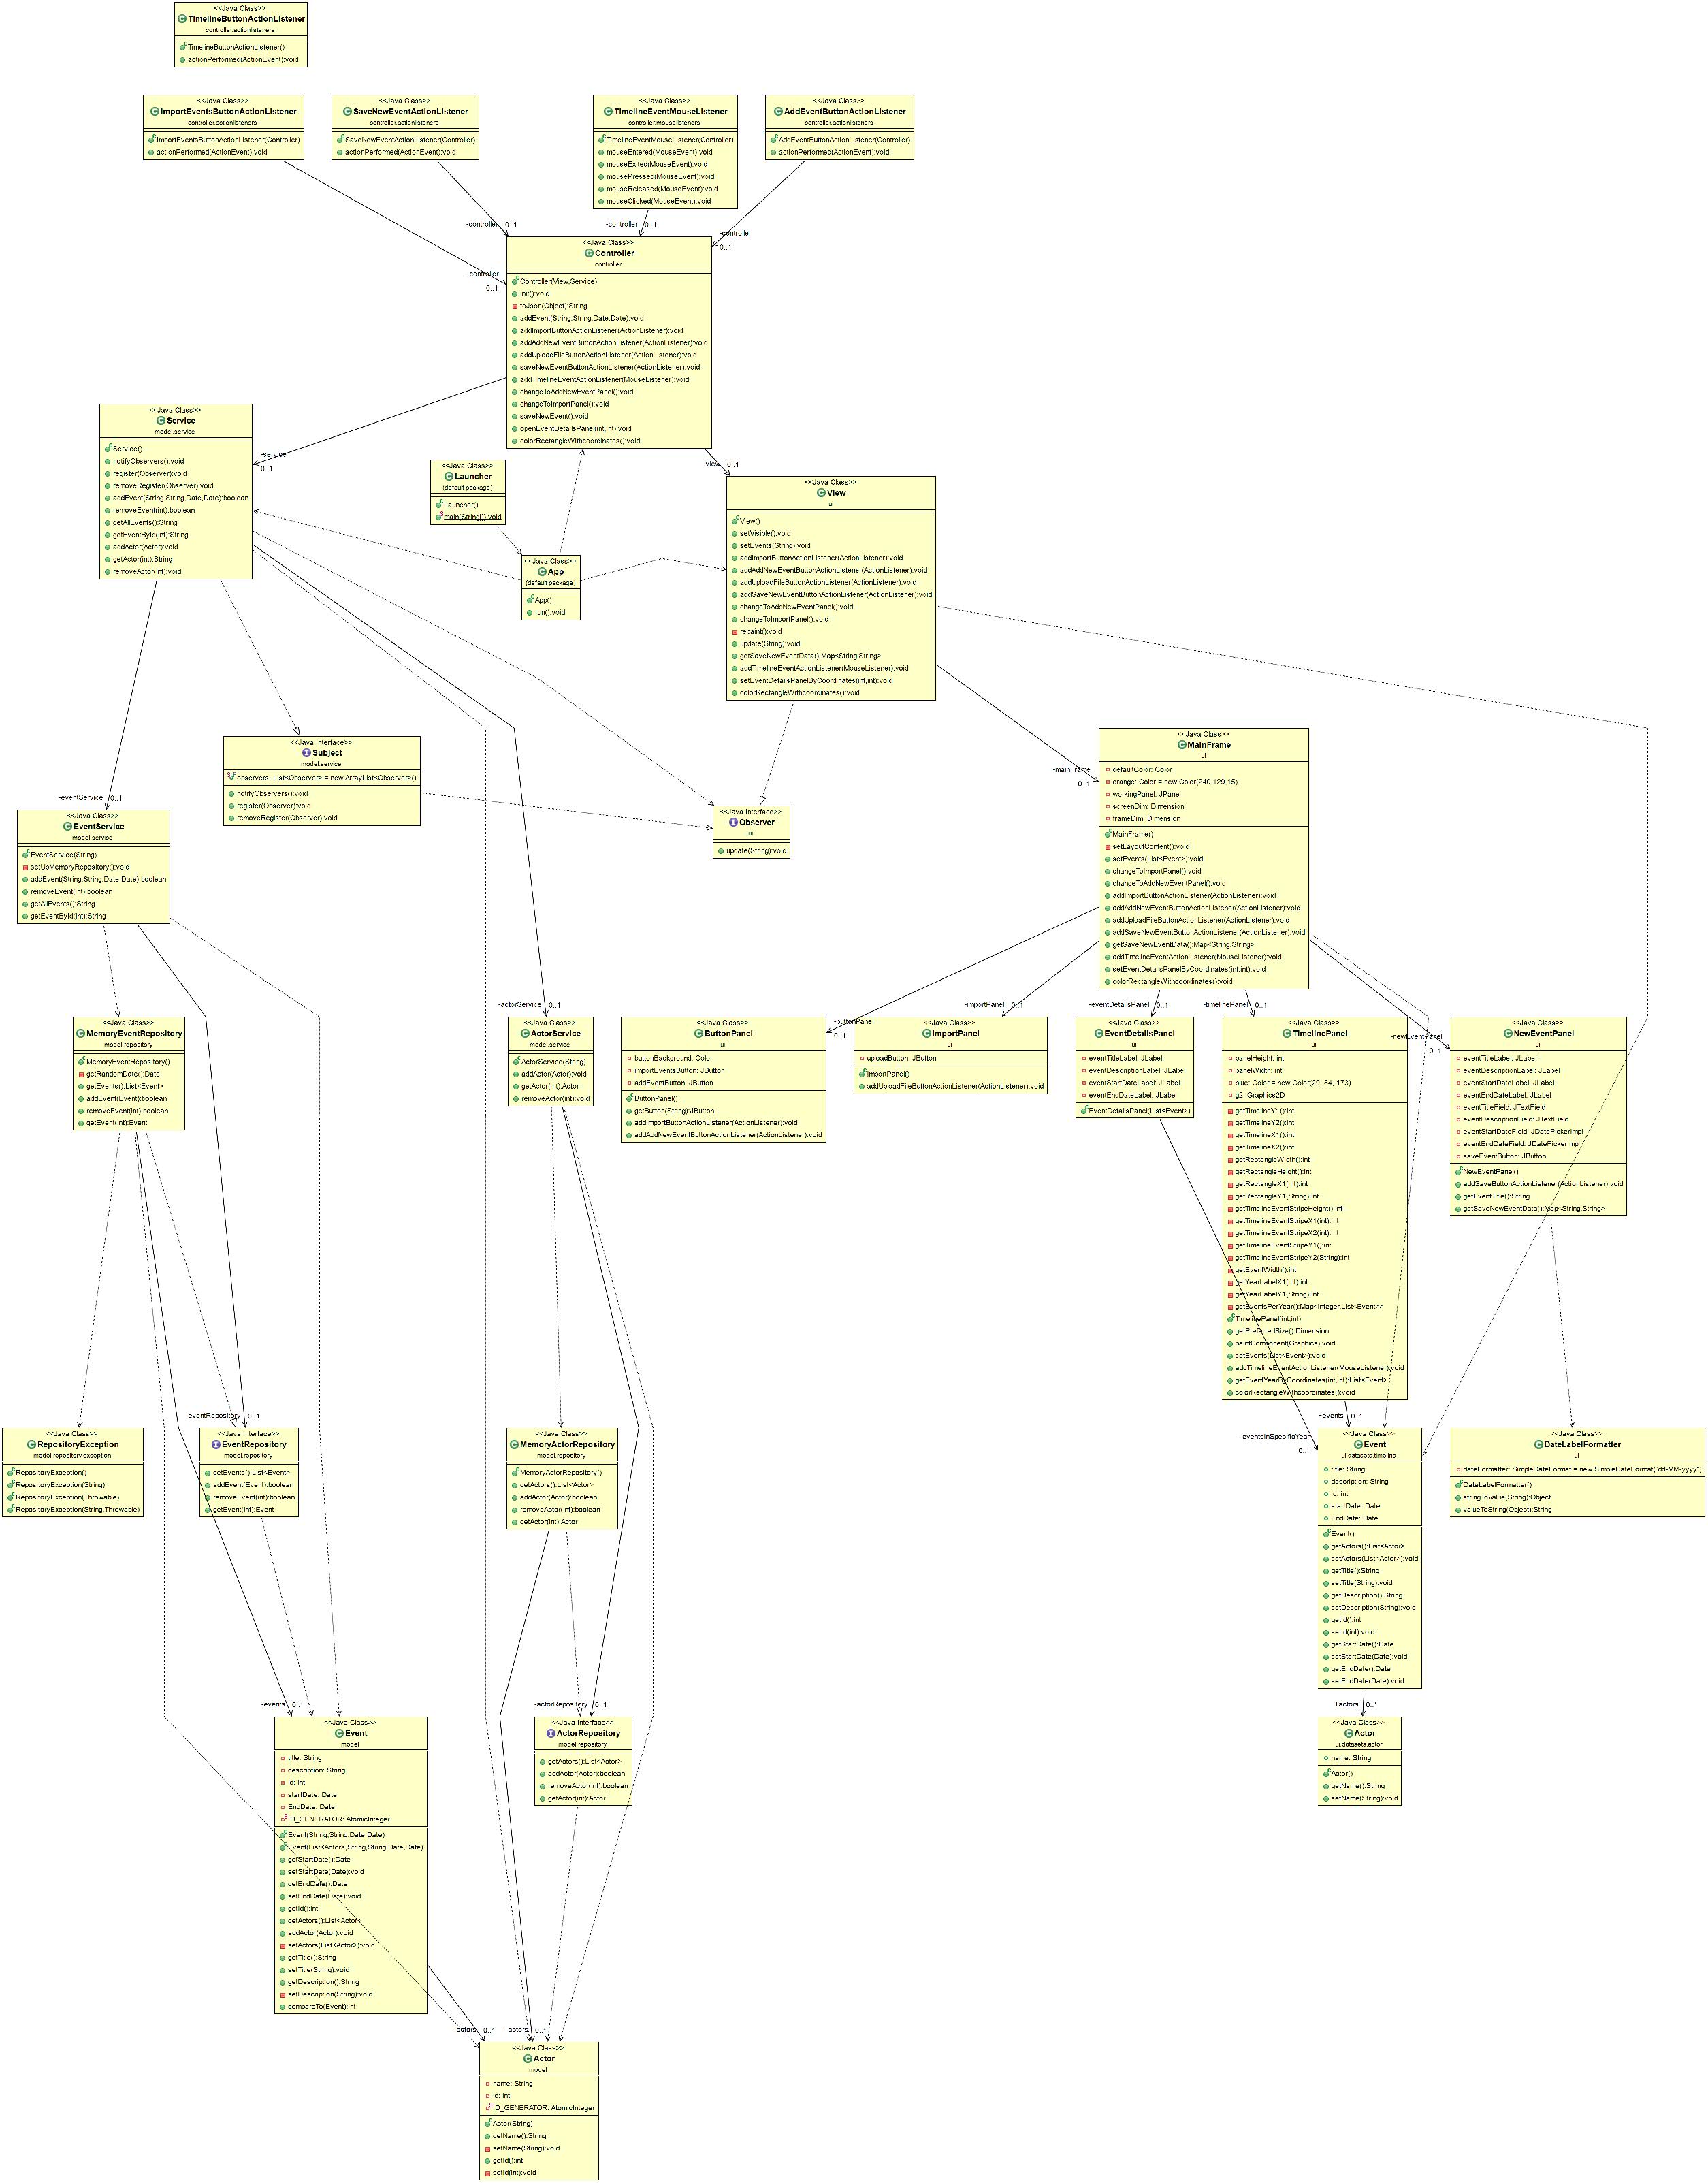 <<Java Class>>
TimelineButtonActionListener
controller.actionlisteners
TimelineButtonActionListener()
actionPerformed(ActionEvent):void
<<Java Class>>
ImportEventsButtonActionListener
controller.actionlisteners
ImportEventsButtonActionListener(Controller)
actionPerformed(ActionEvent):void
<<Java Class>>
SaveNewEventActionListener
controller.actionlisteners
SaveNewEventActionListener(Controller)
actionPerformed(ActionEvent):void
<<Java Class>>
TimelineEventMouseListener
controller.mouselisteners
TimelineEventMouseListener(Controller)
mouseEntered(MouseEvent):void
mouseExited(MouseEvent):void
mousePressed(MouseEvent):void
mouseReleased(MouseEvent):void
mouseClicked(MouseEvent):void
<<Java Class>>
AddEventButtonActionListener
controller.actionlisteners
AddEventButtonActionListener(Controller)
actionPerformed(ActionEvent):void
-controller 0..1
-controller 0..1
-controller
0..1
-controller
0..1
<<Java Class>>
Controller
controller
Controller(View,Service)
init():void
toJson(Object):String
addEvent(String,String,Date,Date):void
addImportButtonActionListener(ActionListener):void
addAddNewEventButtonActionListener(ActionListener):void
addUploadFileButtonActionListener(ActionListener):void
saveNewEventButtonActionListener(ActionListener):void
addTimelineEventActionListener(MouseListener):void
changeToAddNewEventPanel():void
changeToImportPanel():void
saveNewEvent():void
openEventDetailsPanel(int,int):void
colorRectangleWithcoordinates():void
<<Java Class>>
Service
model.service
Service()
notifyObservers():void
register(Observer):void
removeRegister(Observer):void
addEvent(String,String,Date,Date):boolean
removeEvent(int):boolean
getAllEvents():String
getEventById(int):String
addActor(Actor):void
getActor(int):String
removeActor(int):void
-service
0..1
<<Java Class>>
Launcher
(default package)
Launcher()
main(String[]):void
-view 0..1
<<Java Class>>
App
(default package)
App()
run():void
<<Java Class>>
View
ui
View()
setVisible():void
setEvents(String):void
addImportButtonActionListener(ActionListener):void
addAddNewEventButtonActionListener(ActionListener):void
addUploadFileButtonActionListener(ActionListener):void
addSaveNewEventButtonActionListener(ActionListener):void
changeToAddNewEventPanel():void
changeToImportPanel():void
repaint():void
update(String):void
getSaveNewEventData():Map<String,String>
addTimelineEventActionListener(MouseListener):void
setEventDetailsPanelByCoordinates(int,int):void
colorRectangleWithcoordinates():void
<<Java Interface>>
Subject
model.service
observers: List<Observer> = new ArrayList<Observer>()
notifyObservers():void
register(Observer):void
removeRegister(Observer):void
<<Java Interface>>
Observer
ui
update(String):void
-mainFrame
0..1
<<Java Class>>
MainFrame
ui
defaultColor: Color
orange: Color = new Color(240,129,15)
workingPanel: JPanel
screenDim: Dimension
frameDim: Dimension
MainFrame()
setLayoutContent():void
setEvents(List<Event>):void
changeToImportPanel():void
changeToAddNewEventPanel():void
addImportButtonActionListener(ActionListener):void
addAddNewEventButtonActionListener(ActionListener):void
addUploadFileButtonActionListener(ActionListener):void
addSaveNewEventButtonActionListener(ActionListener):void
getSaveNewEventData():Map<String,String>
addTimelineEventActionListener(MouseListener):void
setEventDetailsPanelByCoordinates(int,int):void
colorRectangleWithcoordinates():void
-eventService 0..1
<<Java Class>>
EventService
model.service
EventService(String)
setUpMemoryRepository():void
addEvent(String,String,Date,Date):boolean
removeEvent(int):boolean
getAllEvents():String
getEventById(int):String
<<Java Class>>
MemoryEventRepository
model.repository
MemoryEventRepository()
getRandomDate():Date
getEvents():List<Event>
addEvent(Event):boolean
removeEvent(int):boolean
getEvent(int):Event
-actorService 0..1
<<Java Class>>
ActorService
model.service
ActorService(String)
addActor(Actor):void
getActor(int):Actor
removeActor(int):void
<<Java Class>>
ButtonPanel
ui
buttonBackground: Color
importEventsButton: JButton
addEventButton: JButton
ButtonPanel()
getButton(String):JButton
addImportButtonActionListener(ActionListener):void
addAddNewEventButtonActionListener(ActionListener):void
-buttonPanel
0..1
-importPanel 0..1
<<Java Class>>
ImportPanel
ui
uploadButton: JButton
ImportPanel()
addUploadFileButtonActionListener(ActionListener):void
-eventDetailsPanel 0..1
<<Java Class>>
EventDetailsPanel
ui
eventTitleLabel: JLabel
eventDescriptionLabel: JLabel
eventStartDateLabel: JLabel
eventEndDateLabel: JLabel
EventDetailsPanel(List<Event>)
-timelinePanel 0..1
<<Java Class>>
TimelinePanel
ui
panelHeight: int
panelWidth: int
blue: Color = new Color(29, 84, 173)
g2: Graphics2D
getTimelineY1():int
getTimelineY2():int
getTimelineX1():int
getTimelineX2():int
getRectangleWidth():int
getRectangleHeight():int
getRectangleX1(int):int
getRectangleY1(String):int
getTimelineEventStripeHeight():int
getTimelineEventStripeX1(int):int
getTimelineEventStripeX2(int):int
getTimelineEventStripeY1():int
getTimelineEventStripeY2(String):int
getEventWidth():int
getYearLabelX1(int):int
getYearLabelY1(String):int
getEventsPerYear():Map<Integer,List<Event>>
TimelinePanel(int,int)
getPreferredSize():Dimension
paintComponent(Graphics):void
setEvents(List<Event>):void
addTimelineEventActionListener(MouseListener):void
getEventYearByCoordinates(int,int):List<Event>
colorRectangleWithcoordinates():void
-newEventPanel
0..1
<<Java Class>>
NewEventPanel
ui
eventTitleLabel: JLabel
eventDescriptionLabel: JLabel
eventStartDateLabel: JLabel
eventEndDateLabel: JLabel
eventTitleField: JTextField
eventDescriptionField: JTextField
eventStartDateField: JDatePickerImpl
eventEndDateField: JDatePickerImpl
saveEventButton: JButton
NewEventPanel()
addSaveButtonActionListener(ActionListener):void
getEventTitle():String
getSaveNewEventData():Map<String,String>
<<Java Class>>
RepositoryException
model.repository.exception
RepositoryException()
RepositoryException(String)
RepositoryException(Throwable)
RepositoryException(String,Throwable)
-eventRepository 0..1
<<Java Interface>>
EventRepository
model.repository
getEvents():List<Event>
addEvent(Event):boolean
removeEvent(int):boolean
getEvent(int):Event
<<Java Class>>
MemoryActorRepository
model.repository
MemoryActorRepository()
getActors():List<Actor>
addActor(Actor):boolean
removeActor(int):boolean
getActor(int):Actor
-eventsInSpecificYear
0..*
~events 0..*
<<Java Class>>
Event
ui.datasets.timeline
title: String
description: String
id: int
startDate: Date
EndDate: Date
Event()
getActors():List<Actor>
setActors(List<Actor>):void
getTitle():String
setTitle(String):void
getDescription():String
setDescription(String):void
getId():int
setId(int):void
getStartDate():Date
setStartDate(Date):void
getEndDate():Date
setEndDate(Date):void
<<Java Class>>
DateLabelFormatter
ui
dateFormatter: SimpleDateFormat = new SimpleDateFormat("dd-MM-yyyy")
DateLabelFormatter()
stringToValue(String):Object
valueToString(Object):String
-events 0..*
<<Java Class>>
Event
model
title: String
description: String
id: int
startDate: Date
EndDate: Date
ID_GENERATOR: AtomicInteger
Event(String,String,Date,Date)
Event(List<Actor>,String,String,Date,Date)
getStartDate():Date
setStartDate(Date):void
getEndDate():Date
setEndDate(Date):void
getId():int
getActors():List<Actor>
addActor(Actor):void
setActors(List<Actor>):void
getTitle():String
setTitle(String):void
getDescription():String
setDescription(String):void
compareTo(Event):int
-actorRepository 0..1
<<Java Interface>>
ActorRepository
model.repository
getActors():List<Actor>
addActor(Actor):boolean
removeActor(int):boolean
getActor(int):Actor
+actors 0..*
<<Java Class>>
Actor
ui.datasets.actor
name: String
Actor()
getName():String
setName(String):void
-actors 0..*
-actors 0..*
<<Java Class>>
Actor
model
name: String
id: int
ID_GENERATOR: AtomicInteger
Actor(String)
getName():String
setName(String):void
getId():int
setId(int):void